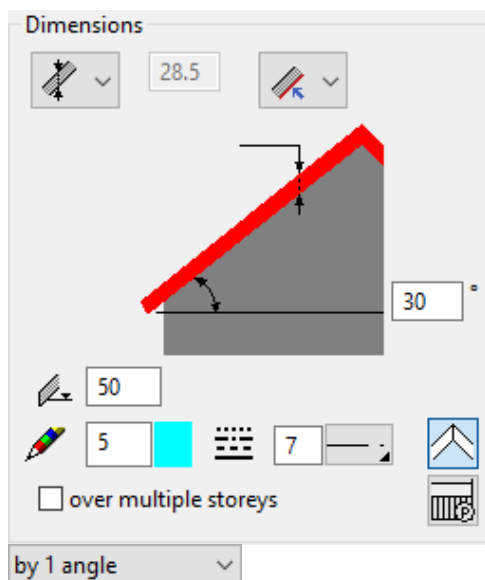 Dimensions
28.5
30 °
50
5 7
over multiple storeys
P
by 1 angle